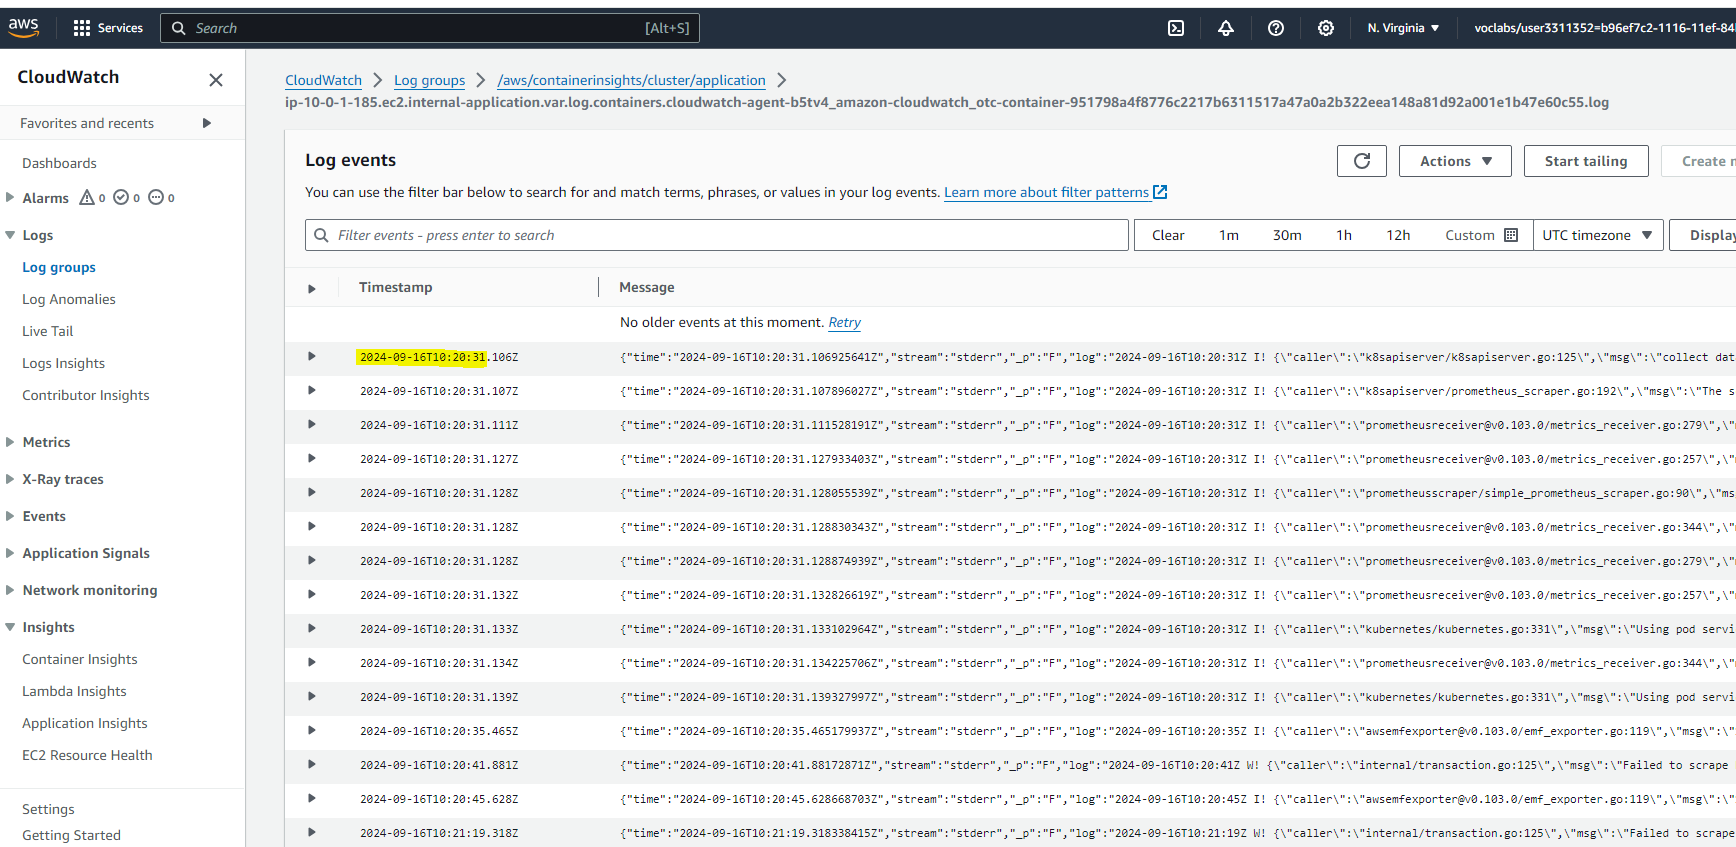 aws Services Search [Alt+S] N. Virginia voclabs/user3311352=b96ef7c2-1116-11ef-84
CloudWatch
Favorites and recents
Dashboards
Alarms 0 0 0
Logs
Log groups
Log Anomalies
Live Tail
Logs Insights
Contributor Insights
Metrics
X-Ray traces
Events
Application Signals
Network monitoring
Insights
Container Insights
Lambda Insights
Application Insights
EC2 Resource Health
Settings
Getting Started
CloudWatch Log groups /aws/containerinsights/cluster/application
ip-10-0-1-185.ec2.internal-application.var.log.containers.cloudwatch-agent-b5tv4_amazon-cloudwatch_otc-container-951798a4f8776c2217b6311517a47a0a2b322eea148a81d92a001e1b47e60c55.log
Log events Actions Start tailing Create
You can use the filter bar below to search for and match terms, phrases, or values in your log events. Learn more about filter patterns
Filter events - press enter to search Clear 1m 30m 1h 12h Custom UTC timezone Display
Timestamp Message
No older events at this moment. Retry
2024-09-16T10:20:31.106Z {"time":"2024-09-16T10:20:31.106925641Z","stream":"stderr","_p":"F","log":"2024-09-16T10:20:31Z I! {\"caller\":\"k8sapiserver/k8sapiserver.go:125\",\"msg\":\"collect dat
2024-09-16T10:20:31.107Z {"time":"2024-09-16T10:20:31.107896027Z","stream":"stderr","_p":"F","log":"2024-09-16T10:20:31Z I! {\"caller\":\"k8sapiserver/prometheus_scraper.go:192\",\"msg\":\"The s
2024-09-16T10:20:31.111Z {"time":"2024-09-16T10:20:31.111528191Z","stream":"stderr","_p":"F","log":"2024-09-16T10:20:31Z I! {\"caller\":\"prometheusreceiver@v0.103.0/metrics_receiver.go:279\",\"
2024-09-16T10:20:31.127Z {"time":"2024-09-16T10:20:31.127933403Z","stream":"stderr","_p":"F","log":"2024-09-16T10:20:31Z I! {\"caller\":\"prometheusreceiver@v0.103.0/metrics_receiver.go:257\",\"
2024-09-16T10:20:31.128Z {"time":"2024-09-16T10:20:31.128055539Z","stream":"stderr","_p":"F","log":"2024-09-16T10:20:31Z I! {\"caller\":\"prometheusscraper/simple_prometheus_scraper.go:90\",\"ms
2024-09-16T10:20:31.128Z {"time":"2024-09-16T10:20:31.128830343Z","stream":"stderr","_p":"F","log":"2024-09-16T10:20:31Z I! {\"caller\":\"prometheusreceiver@v0.103.0/metrics_receiver.go:344\",\"
2024-09-16T10:20:31.128Z {"time":"2024-09-16T10:20:31.128874939Z","stream":"stderr","_p":"F","log":"2024-09-16T10:20:31Z I! {\"caller\":\"prometheusreceiver@v0.103.0/metrics_receiver.go:279\",\"
2024-09-16T10:20:31.132Z {"time":"2024-09-16T10:20:31.132826619Z","stream":"stderr","_p":"F","log":"2024-09-16T10:20:31Z I! {\"caller\":\"prometheusreceiver@v0.103.0/metrics_receiver.go:257\",\"
2024-09-16T10:20:31.133Z {"time":"2024-09-16T10:20:31.133102964Z","stream":"stderr","_p":"F","log":"2024-09-16T10:20:31Z I! {\"caller\":\"kubernetes/kubernetes.go:331\",\"msg\":\"Using pod servi
2024-09-16T10:20:31.134Z {"time":"2024-09-16T10:20:31.134225706Z","stream":"stderr","_p":"F","log":"2024-09-16T10:20:31Z I! {\"caller\":\"prometheusreceiver@v0.103.0/metrics_receiver.go:344\",\"
2024-09-16T10:20:31.139Z {"time":"2024-09-16T10:20:31.139327997Z","stream":"stderr","_p":"F","log":"2024-09-16T10:20:31Z I! {\"caller\":\"kubernetes/kubernetes.go:331\",\"msg\":\"Using pod servi
2024-09-16T10:20:35.465Z {"time":"2024-09-16T10:20:35.465179937Z","stream":"stderr","_p":"F","log":"2024-09-16T10:20:35Z I! {\"caller\":\"awsemfexporter@v0.103.0/emf_exporter.go:119\",\"msg\":\"
2024-09-16T10:20:41.881Z {"time":"2024-09-16T10:20:41.88172871Z","stream":"stderr","_p":"F","log":"2024-09-16T10:20:41Z W! {\"caller\":\"internal/transaction.go:125\",\"msg\":\"Failed to scrape
2024-09-16T10:20:45.628Z {"time":"2024-09-16T10:20:45.628668703Z","stream":"stderr","_p":"F","log":"2024-09-16T10:20:45Z I! {\"caller\":\"awsemfexporter@v0.103.0/emf_exporter.go:119\",\"msg\":\"
2024-09-16T10:21:19.318Z {"time":"2024-09-16T10:21:19.318338415Z","stream":"stderr","_p":"F","log":"2024-09-16T10:21:19Z W! {\"caller\":\"internal/transaction.go:125\",\"msg\":\"Failed to scrape